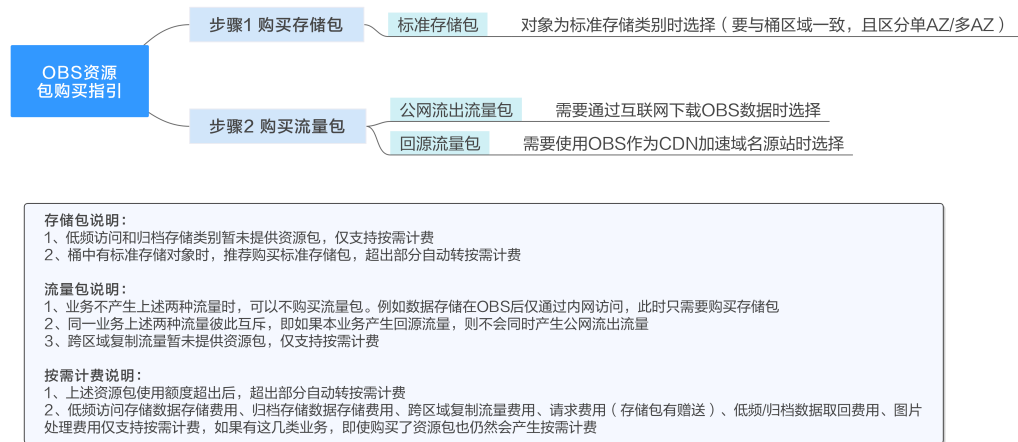 OBS资源
包购买指引
步骤1 购买存储包
标准存储包
对象为标准存储类别时选择（要与桶区域一致，且区分单AZ/多AZ）
步骤2 购买流量包
公网流出流量包
需要通过互联网下载OBS数据时选择
回源流量包
需要使用OBS作为CDN加速域名源站时选择
存储包说明：
1、低频访问和归档存储类别暂未提供资源包，仅支持按需计费
2、桶中有标准存储对象时，推荐购买标准存储包，超出部分自动转按需计费
流量包说明：
1、业务不产生上述两种流量时，可以不购买流量包。例如数据存储在OBS后仅通过内网访问，此时只需要购买存储包
2、同一业务上述两种流量彼此互斥，即如果本业务产生回源流量，则不会同时产生公网流出流量
3、跨区域复制流量暂未提供资源包，仅支持按需计费
按需计费说明：
1、上述资源包使用额度超出后，超出部分自动转按需计费
2、低频访问存储数据存储费用、归档存储数据存储费用、跨区域复制流量费用、请求费用（存储包有赠送）、低频/归档数据取回费用、图片
处理费用仅支持按需计费，如果有这几类业务，即使购买了资源包也仍然会产生按需计费